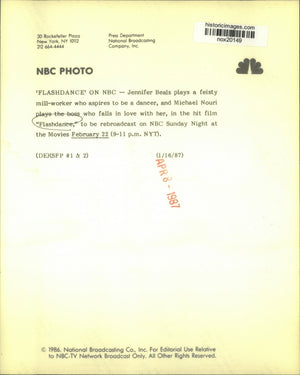 30 Rockefeller Plaza
New York, NY 10112
212 664-4444
Press Department
National Broadcasting
Company, Inc.
historicimages.com
nox20149
NBC PHOTO
'FLASHDANCE' ON NBC — Jennifer Beals plays a feisty
mill-worker who aspires to be a dancer, and Michael Nouri
plays the boss who falls in love with her, in the hit film
"Flashdance," to be rebroadcast on NBC Sunday Night at
the Movies February 22 (9-11 p.m. NYT).
(DEHSFP #1 & 2)
(1/16/87)
APR 8 - 1987
© 1986. National Broadcasting Co., Inc. For Editorial Use Relative
to NBC-TV Network Broadcast Only. All Other Rights Reserved.